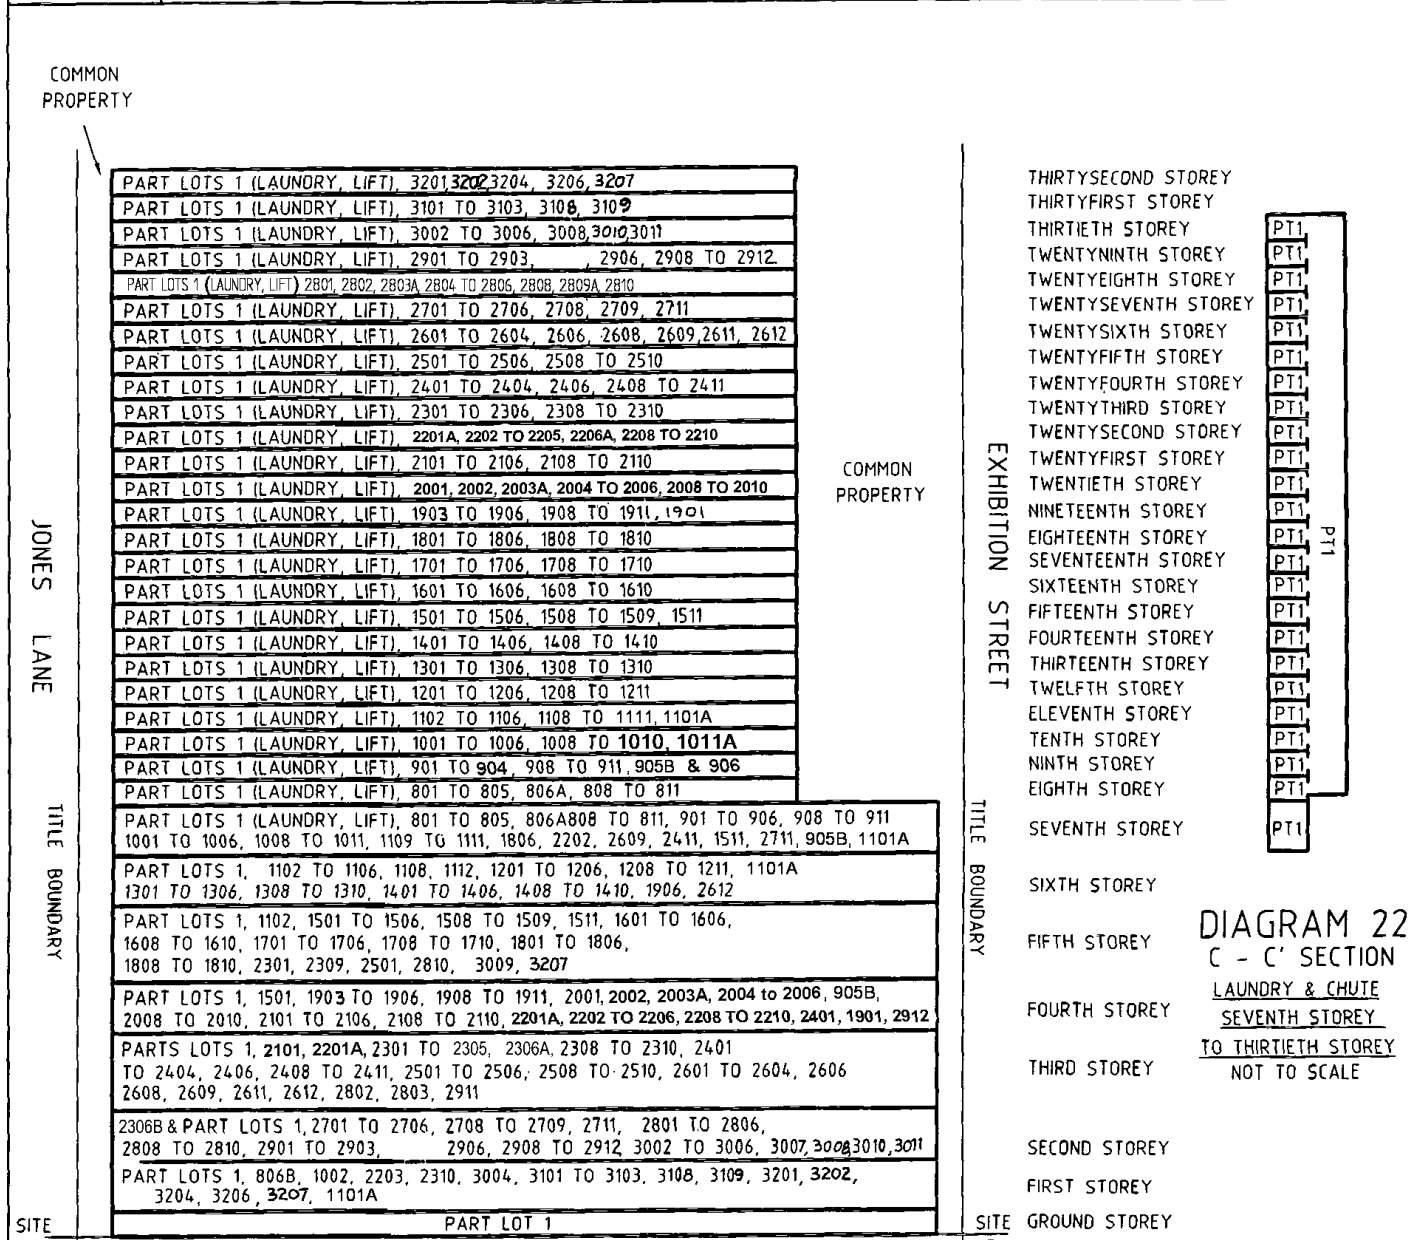 COMMON
PROPERTY
PART LOTS 1 (LAUNDRY, LIFT), 3201,3202,3204, 3206, 3207
PART LOTS 1 (LAUNDRY, LIFT), 3101 TO 3103, 3108, 3109
PART LOTS 1 (LAUNDRY, LIFT), 3002 TO 3006, 3008,3010,3011
PART LOTS 1 (LAUNDRY, LIFT), 2901 TO 2903, , 2906, 2908 TO 2912
PART LOTS 1 (LAUNDRY, LIFT) 2801, 2802, 2803A, 2804 TO 2806, 2808, 2809A, 2810
PART LOTS 1 (LAUNDRY, LIFT), 2701 TO 2706, 2708, 2709, 2711
PART LOTS 1 (LAUNDRY, LIFT), 2601 TO 2604, 2606, 2608, 2609,2611, 2612
PART LOTS 1 (LAUNDRY, LIFT), 2501 TO 2506, 2508 TO 2510
PART LOTS 1 (LAUNDRY, LIFT), 2401 TO 2404, 2406, 2408 TO 2411
PART LOTS 1 (LAUNDRY, LIFT), 2301 TO 2306, 2308 TO 2310
PART LOTS 1 (LAUNDRY, LIFT), 2201A, 2202 TO 2205, 2206A, 2208 TO 2210
PART LOTS 1 (LAUNDRY, LIFT), 2101 TO 2106, 2108 TO 2110
PART LOTS 1 (LAUNDRY, LIFT), 2001, 2002, 2003A, 2004 TO 2006, 2008 TO 2010
PART LOTS 1 (LAUNDRY, LIFT), 1903 TO 1906, 1908 TO 1911, 1901
PART LOTS 1 (LAUNDRY, LIFT), 1801 TO 1806, 1808 TO 1810
PART LOTS 1 (LAUNDRY, LIFT), 1701 TO 1706, 1708 TO 1710
PART LOTS 1 (LAUNDRY, LIFT), 1601 TO 1606, 1608 TO 1610
PART LOTS 1 (LAUNDRY, LIFT), 1501 TO 1506, 1508 TO 1509, 1511
PART LOTS 1 (LAUNDRY, LIFT), 1401 TO 1406, 1408 TO 1410
PART LOTS 1 (LAUNDRY, LIFT), 1301 TO 1306, 1308 TO 1310
PART LOTS 1 (LAUNDRY, LIFT), 1201 TO 1206, 1208 TO 1211
PART LOTS 1 (LAUNDRY, LIFT), 1102 TO 1106, 1108 TO 1111, 1101A
PART LOTS 1 (LAUNDRY, LIFT), 1001 TO 1006, 1008 TO 1010, 1011A
PART LOTS 1 (LAUNDRY, LIFT), 901 TO 904, 908 TO 911, 905B & 906
PART LOTS 1 (LAUNDRY, LIFT), 801 TO 805, 806A, 808 TO 811
PART LOTS 1 (LAUNDRY, LIFT), 801 TO 805, 806A808 TO 811, 901 TO 906, 908 TO 911
1001 TO 1006, 1008 TO 1011, 1109 TO 1111, 1806, 2202, 2609, 2411, 1511, 2711, 905B, 1101A
PART LOTS 1, 1102 TO 1106, 1108, 1112, 1201 TO 1206, 1208 TO 1211, 1101A
1301 TO 1306, 1308 TO 1310, 1401 TO 1406, 1408 TO 1410, 1906, 2612
PART LOTS 1, 1102, 1501 TO 1506, 1508 TO 1509, 1511, 1601 TO 1606,
1608 TO 1610, 1701 TO 1706, 1708 TO 1710, 1801 TO 1806,
1808 TO 1810, 2301, 2309, 2501, 2810, 3009, 3207
PART LOTS 1, 1501, 1903 TO 1906, 1908 TO 1911, 2001, 2002, 2003A, 2004 to 2006, 905B,
2008 TO 2010, 2101 TO 2106, 2108 TO 2110, 2201A, 2202 TO 2206, 2208 TO 2210, 2401, 1901, 2912
PARTS LOTS 1, 2101, 2201A, 2301 TO 2305, 2306A, 2308 TO 2310, 2401
TO 2404, 2406, 2408 TO 2411, 2501 TO 2506, 2508 TO 2510, 2601 TO 2604, 2606
2608, 2609, 2611, 2612, 2802, 2803, 2911
2306B & PART LOTS 1, 2701 TO 2706, 2708 TO 2709, 2711, 2801 TO 2806,
2808 TO 2810, 2901 TO 2903, 2906, 2908 TO 2912, 3002 TO 3006, 3007, 3008,3010,3011
PART LOTS 1, 806B, 1002, 2203, 2310, 3004, 3101 TO 3103, 3108, 3109, 3201, 3202,
3204, 3206, 3207, 1101A
PART LOT 1
JONES LANE
TITLE BOUNDARY
SITE
COMMON
PROPERTY
EXHIBITION STREET
TITLE BOUNDARY
SITE
THIRTYSECOND STOREY
THIRTYFIRST STOREY
THIRTIETH STOREY PT1
TWENTYNINTH STOREY PT1
TWENTYEIGHTH STOREY PT1
TWENTYSEVENTH STOREY PT1
TWENTYSIXTH STOREY PT1
TWENTYFIFTH STOREY PT1
TWENTYFOURTH STOREY PT1
TWENTYTHIRD STOREY PT1
TWENTYSECOND STOREY PT1
TWENTYFIRST STOREY PT1
TWENTIETH STOREY PT1
NINETEENTH STOREY PT1
EIGHTEENTH STOREY PT1
SEVENTEENTH STOREY PT1
SIXTEENTH STOREY PT1
FIFTEENTH STOREY PT1
FOURTEENTH STOREY PT1
THIRTEENTH STOREY PT1
TWELFTH STOREY PT1
ELEVENTH STOREY PT1
TENTH STOREY PT1
NINTH STOREY PT1
EIGHTH STOREY PT1
SEVENTH STOREY PT1
PT1
SIXTH STOREY
FIFTH STOREY
FOURTH STOREY
THIRD STOREY
SECOND STOREY
FIRST STOREY
GROUND STOREY
DIAGRAM 22
C - C' SECTION
LAUNDRY & CHUTE
SEVENTH STOREY
TO THIRTIETH STOREY
NOT TO SCALE